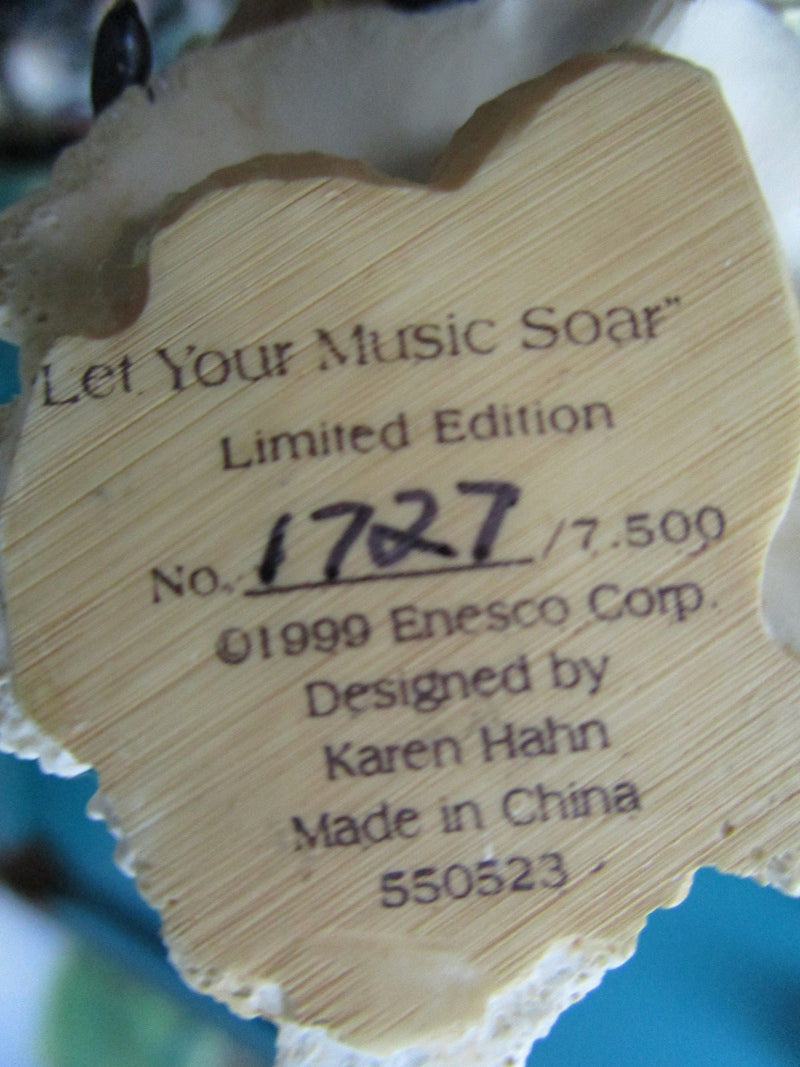 "Let Your Music Soar"
Limited Edition
No. 1727 /7.500
©1999 Enesco Corp.
Designed by
Karen Hahn
Made in China
550523